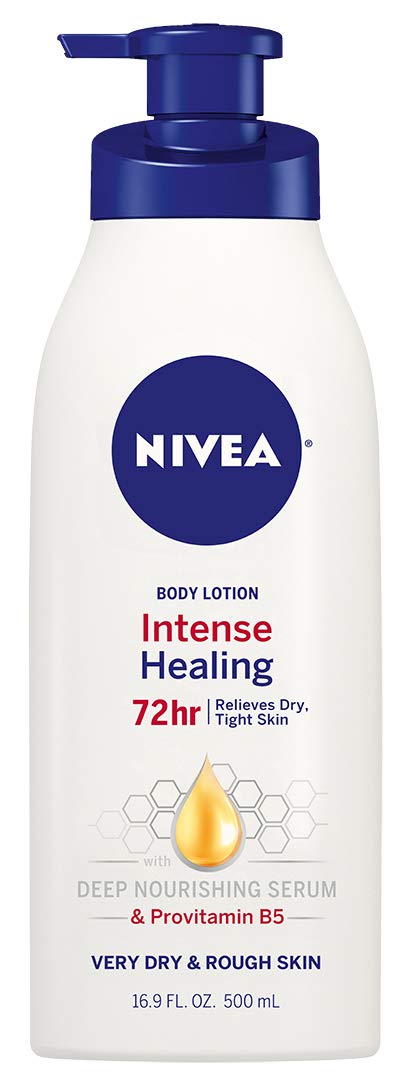 NIVEA®
BODY LOTION
Intense
Healing
72hr
Relieves Dry,
Tight Skin
with
DEEP NOURISHING SERUM
& Provitamin B5
VERY DRY & ROUGH SKIN
16.9 FL. OZ. 500 mL